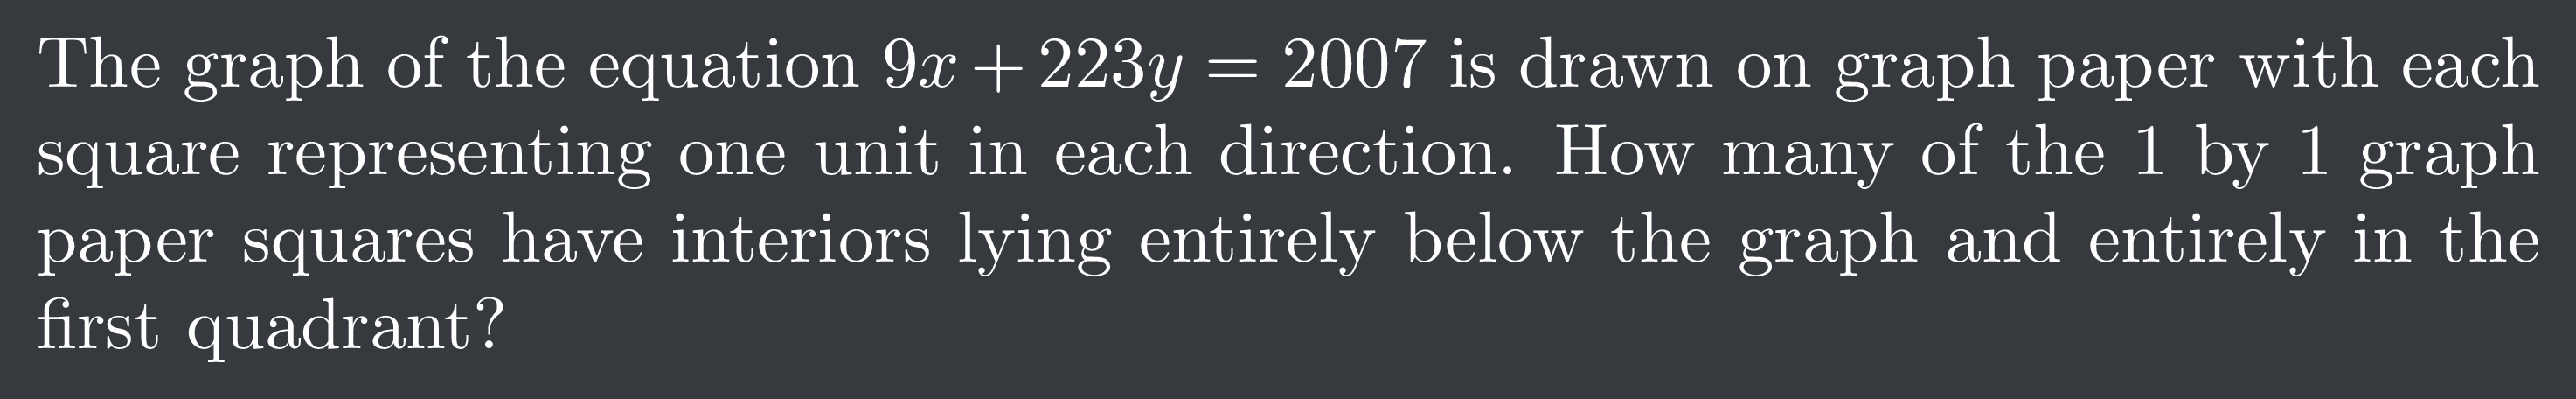 The graph of the equation 9x + 223y = 2007 is drawn on graph paper with each
square representing one unit in each direction. How many of the 1 by 1 graph
paper squares have interiors lying entirely below the graph and entirely in the
first quadrant?